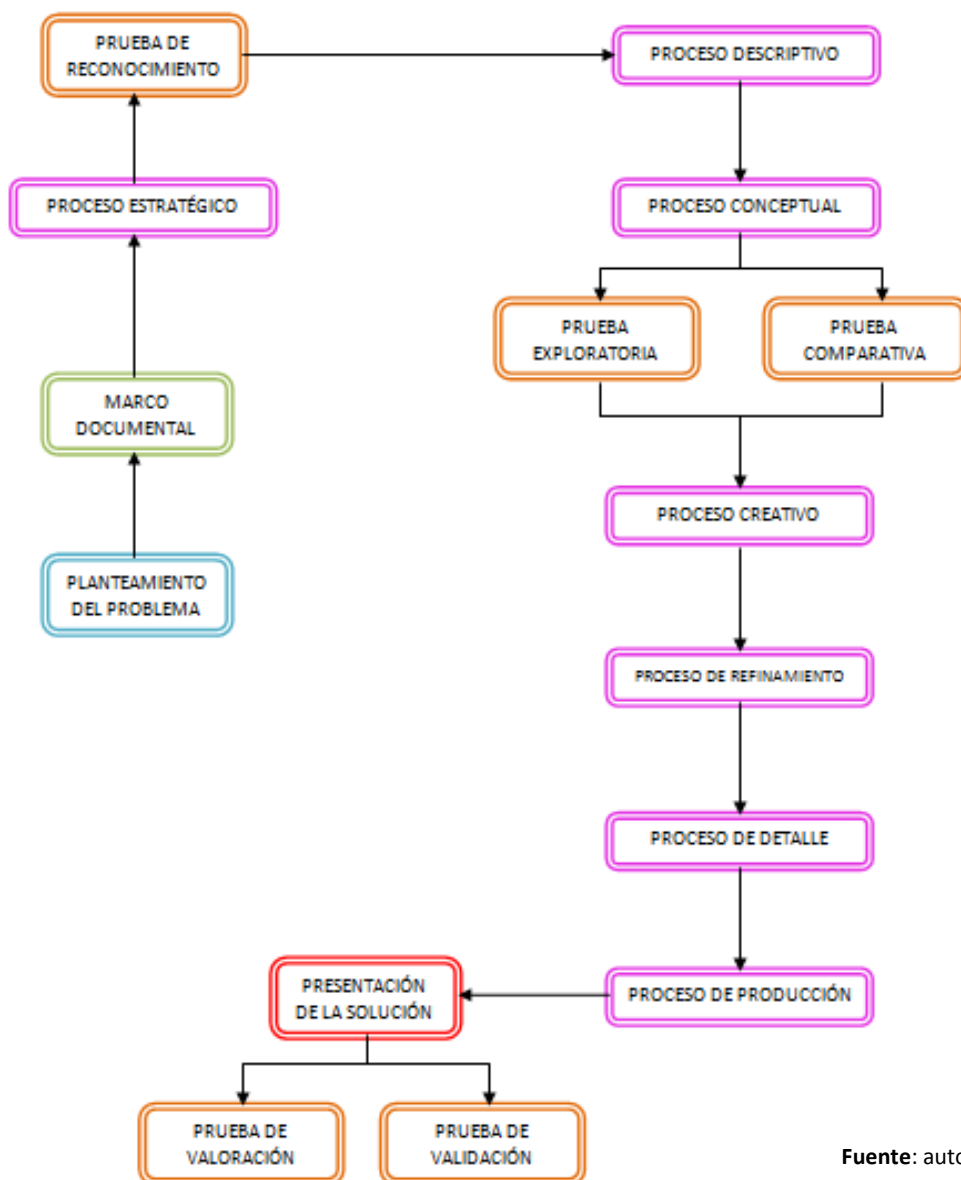 PRUEBA DE
RECONOCIMIENTO
PROCESO DESCRIPTIVO
PROCESO ESTRATÉGICO
PROCESO CONCEPTUAL
PRUEBA
EXPLORATORIA
PRUEBA
COMPARATIVA
MARCO
DOCUMENTAL
PROCESO CREATIVO
PLANTEAMIENTO
DEL PROBLEMA
PROCESO DE REFINAMIENTO
PROCESO DE DETALLE
PRESENTACIÓN
DE LA SOLUCIÓN
PROCESO DE PRODUCCIÓN
PRUEBA DE
VALORACIÓN
PRUEBA DE
VALIDACIÓN
Fuente: